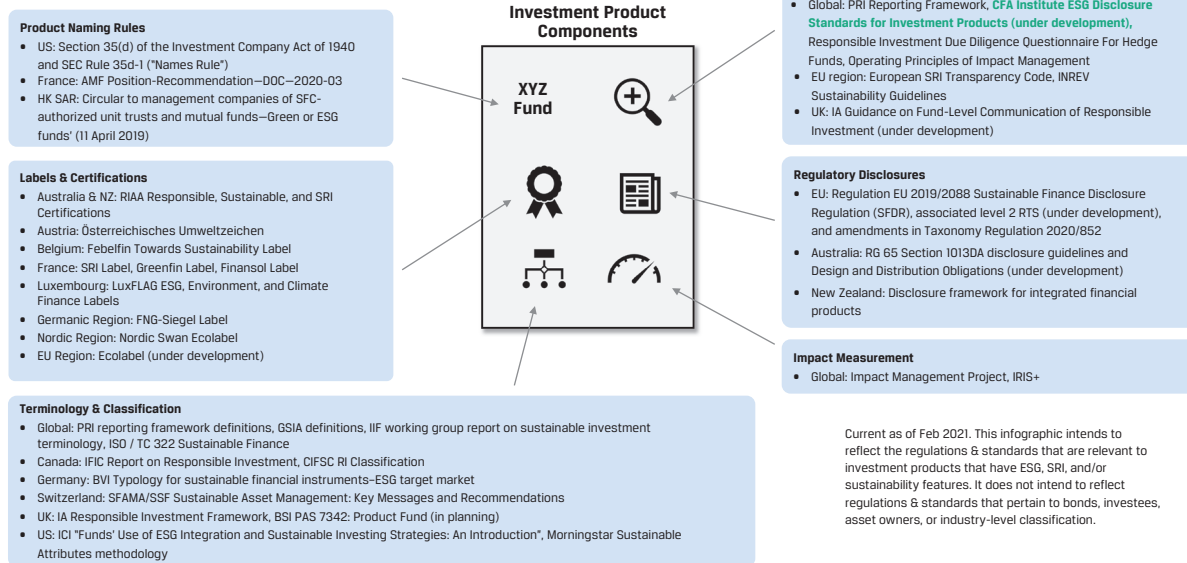 Investment Product
Components
XYZ
Fund
Product Naming Rules
• US: Section 35(d) of the Investment Company Act of 1940
and SEC Rule 35d-1 ("Names Rule")
• France: AMF Position-Recommendation—DOC—2020-03
• HK SAR: Circular to management companies of SFC-
authorized unit trusts and mutual funds—Green or ESG
funds' (11 April 2019)
Labels & Certifications
• Australia & NZ: RIAA Responsible, Sustainable, and SRI
Certifications
• Austria: Österreichisches Umweltzeichen
• Belgium: Febelfin Towards Sustainability Label
• France: SRI Label, Greenfin Label, Finansol Label
• Luxembourg: LuxFLAG ESG, Environment, and Climate
Finance Labels
• Germanic Region: FNG-Siegel Label
• Nordic Region: Nordic Swan Ecolabel
• EU Region: Ecolabel (under development)
Terminology & Classification
• Global: PRI reporting framework definitions, GSIA definitions, IIF working group report on sustainable investment
terminology, ISO / TC 322 Sustainable Finance
• Canada: IFIC Report on Responsible Investment, CIFSC RI Classification
• Germany: BVI Typology for sustainable financial instruments–ESG target market
• Switzerland: SFAMA/SSF Sustainable Asset Management: Key Messages and Recommendations
• UK: IA Responsible Investment Framework, BSI PAS 7342: Product Fund (in planning)
• US: ICI "Funds' Use of ESG Integration and Sustainable Investing Strategies: An Introduction", Morningstar Sustainable
Attributes methodology
• Global: PRI Reporting Framework, CFA Institute ESG Disclosure
Standards for Investment Products (under development),
Responsible Investment Due Diligence Questionnaire For Hedge
Funds, Operating Principles of Impact Management
• EU region: European SRI Transparency Code, INREV
Sustainability Guidelines
• UK: IA Guidance on Fund-Level Communication of Responsible
Investment (under development)
Regulatory Disclosures
• EU: Regulation EU 2019/2088 Sustainable Finance Disclosure
Regulation (SFDR), associated level 2 RTS (under development),
and amendments in Taxonomy Regulation 2020/852
• Australia: RG 65 Section 1013DA disclosure guidelines and
Design and Distribution Obligations (under development)
• New Zealand: Disclosure framework for integrated financial
products
Impact Measurement
• Global: Impact Management Project, IRIS+
Current as of Feb 2021. This infographic intends to
reflect the regulations & standards that are relevant to
investment products that have ESG, SRI, and/or
sustainability features. It does not intend to reflect
regulations & standards that pertain to bonds, investees,
asset owners, or industry-level classification.